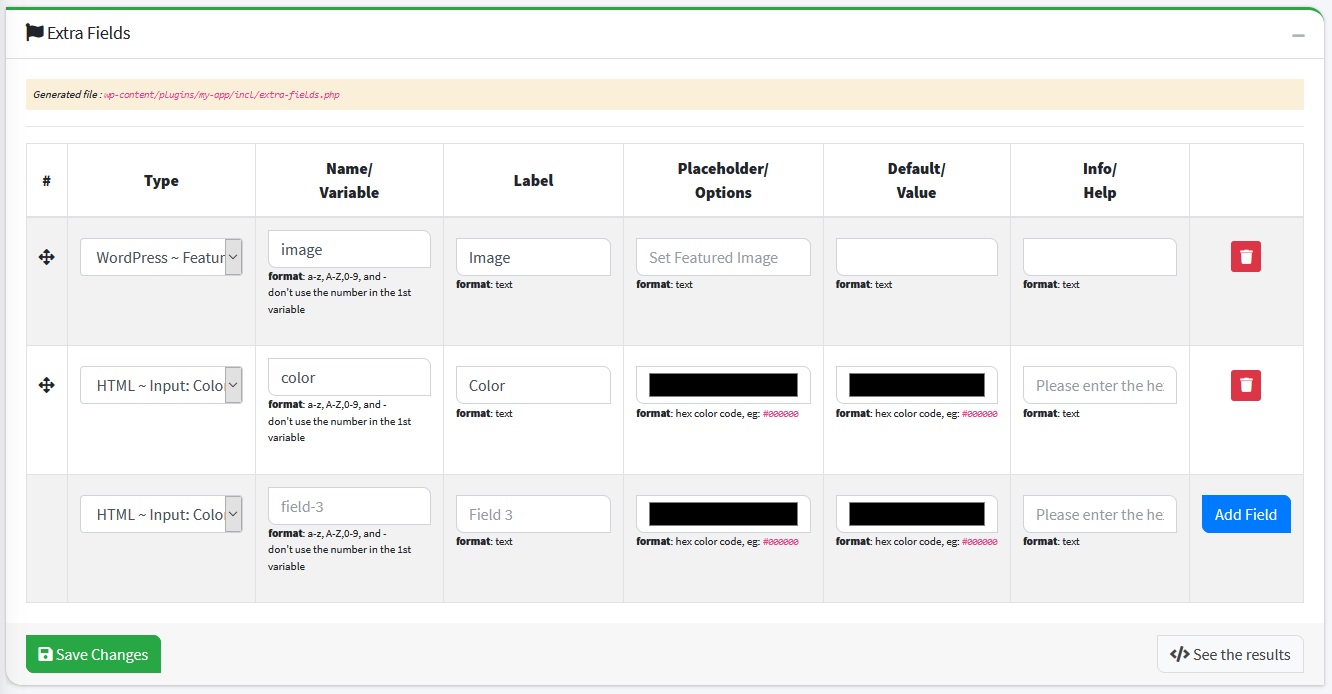 Extra Fields
Generated file : wp-content/plugins/my-app/incl/extra-fields.php
#
Type
Name/
Variable
Label
Placeholder/
Options
Default/
Value
Info/
Help
WordPress ~ Featur
image
format: a-z, A-Z,0-9, and -
don't use the number in the 1st
variable
Image
format: text
Set Featured Image
format: text
format: text
format: text
HTML ~ Input: Colo
color
format: a-z, A-Z,0-9, and -
don't use the number in the 1st
variable
Color
format: text
format: hex color code, eg: #000000
format: hex color code, eg: #000000
Please enter the he
format: text
HTML ~ Input: Colo
field-3
format: a-z, A-Z,0-9, and -
don't use the number in the 1st
variable
Field 3
format: text
format: hex color code, eg: #000000
format: hex color code, eg: #000000
Please enter the he
format: text
Add Field
Save Changes
See the results